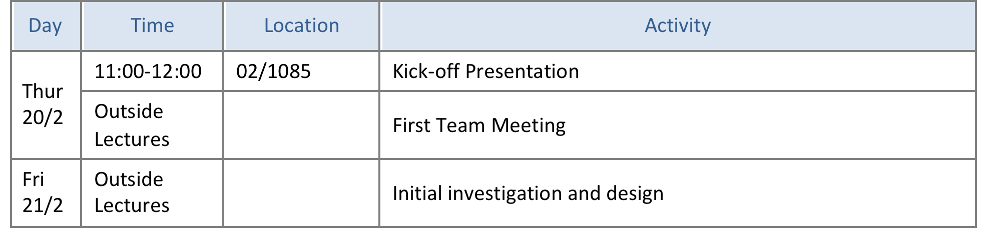 Day Time Location Activity
Thur
20/2
11:00-12:00 02/1085 Kick-off Presentation
Outside
Lectures
First Team Meeting
Fri
21/2
Outside
Lectures
Initial investigation and design